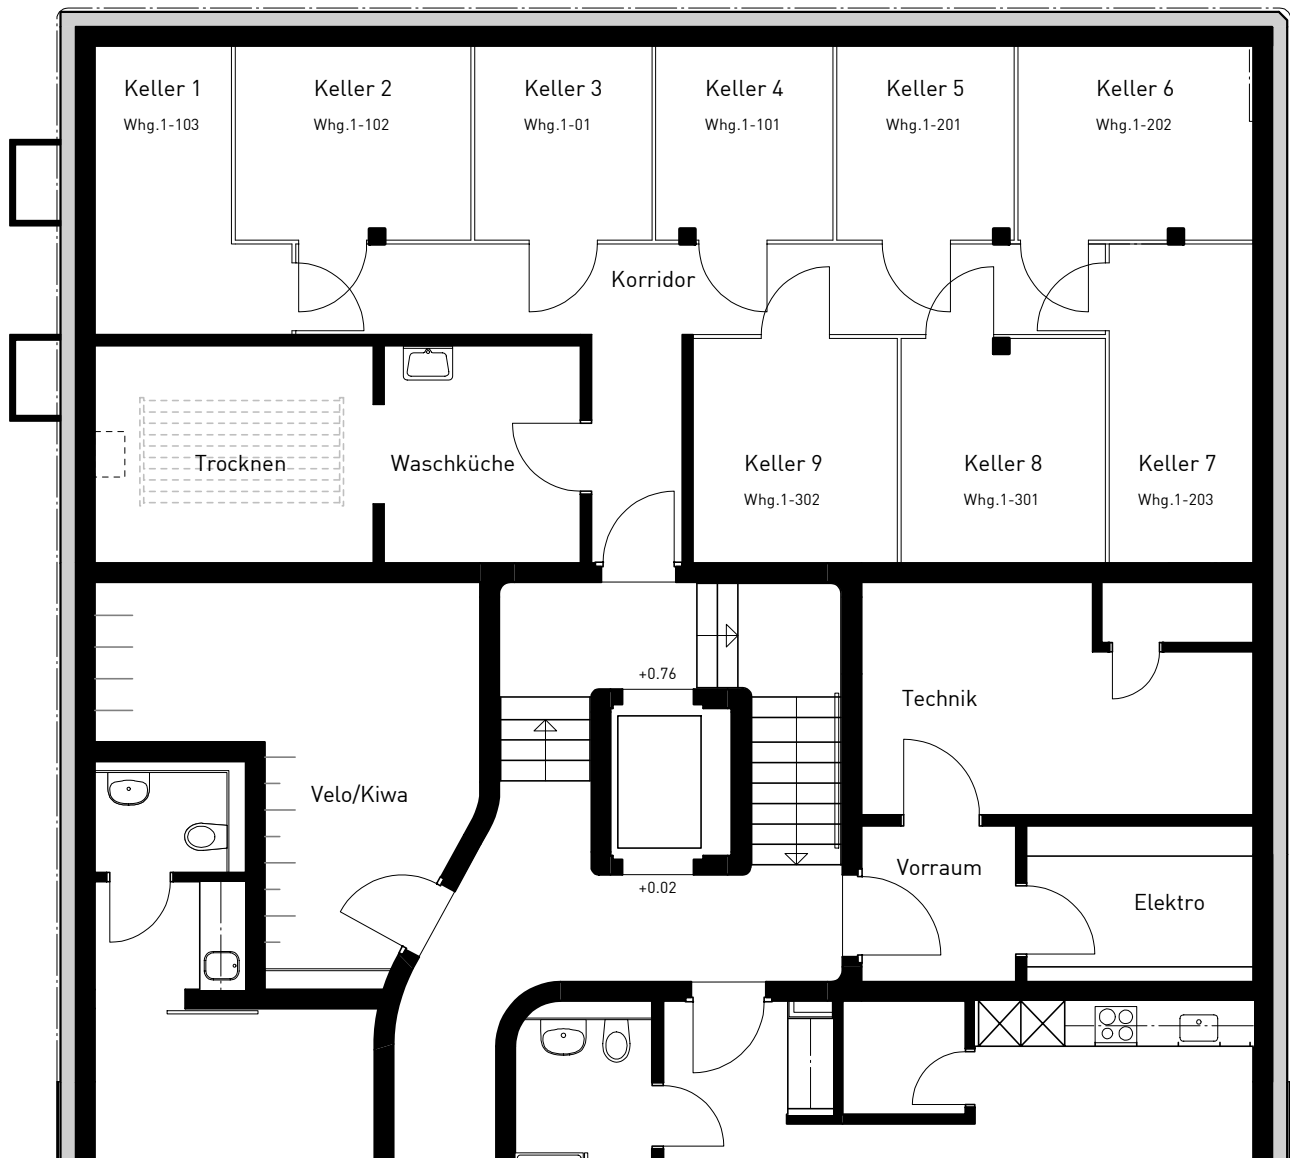 Keller 1
Whg.1-103
Keller 2
Whg.1-102
Keller 3
Whg.1-01
Keller 4
Whg.1-101
Keller 5
Whg.1-201
Keller 6
Whg.1-202
Korridor
Trocknen
Waschküche
Keller 9
Whg.1-302
Keller 8
Whg.1-301
Keller 7
Whg.1-203
+0.76
Technik
Velo/Kiwa
Vorraum
+0.02
Elektro